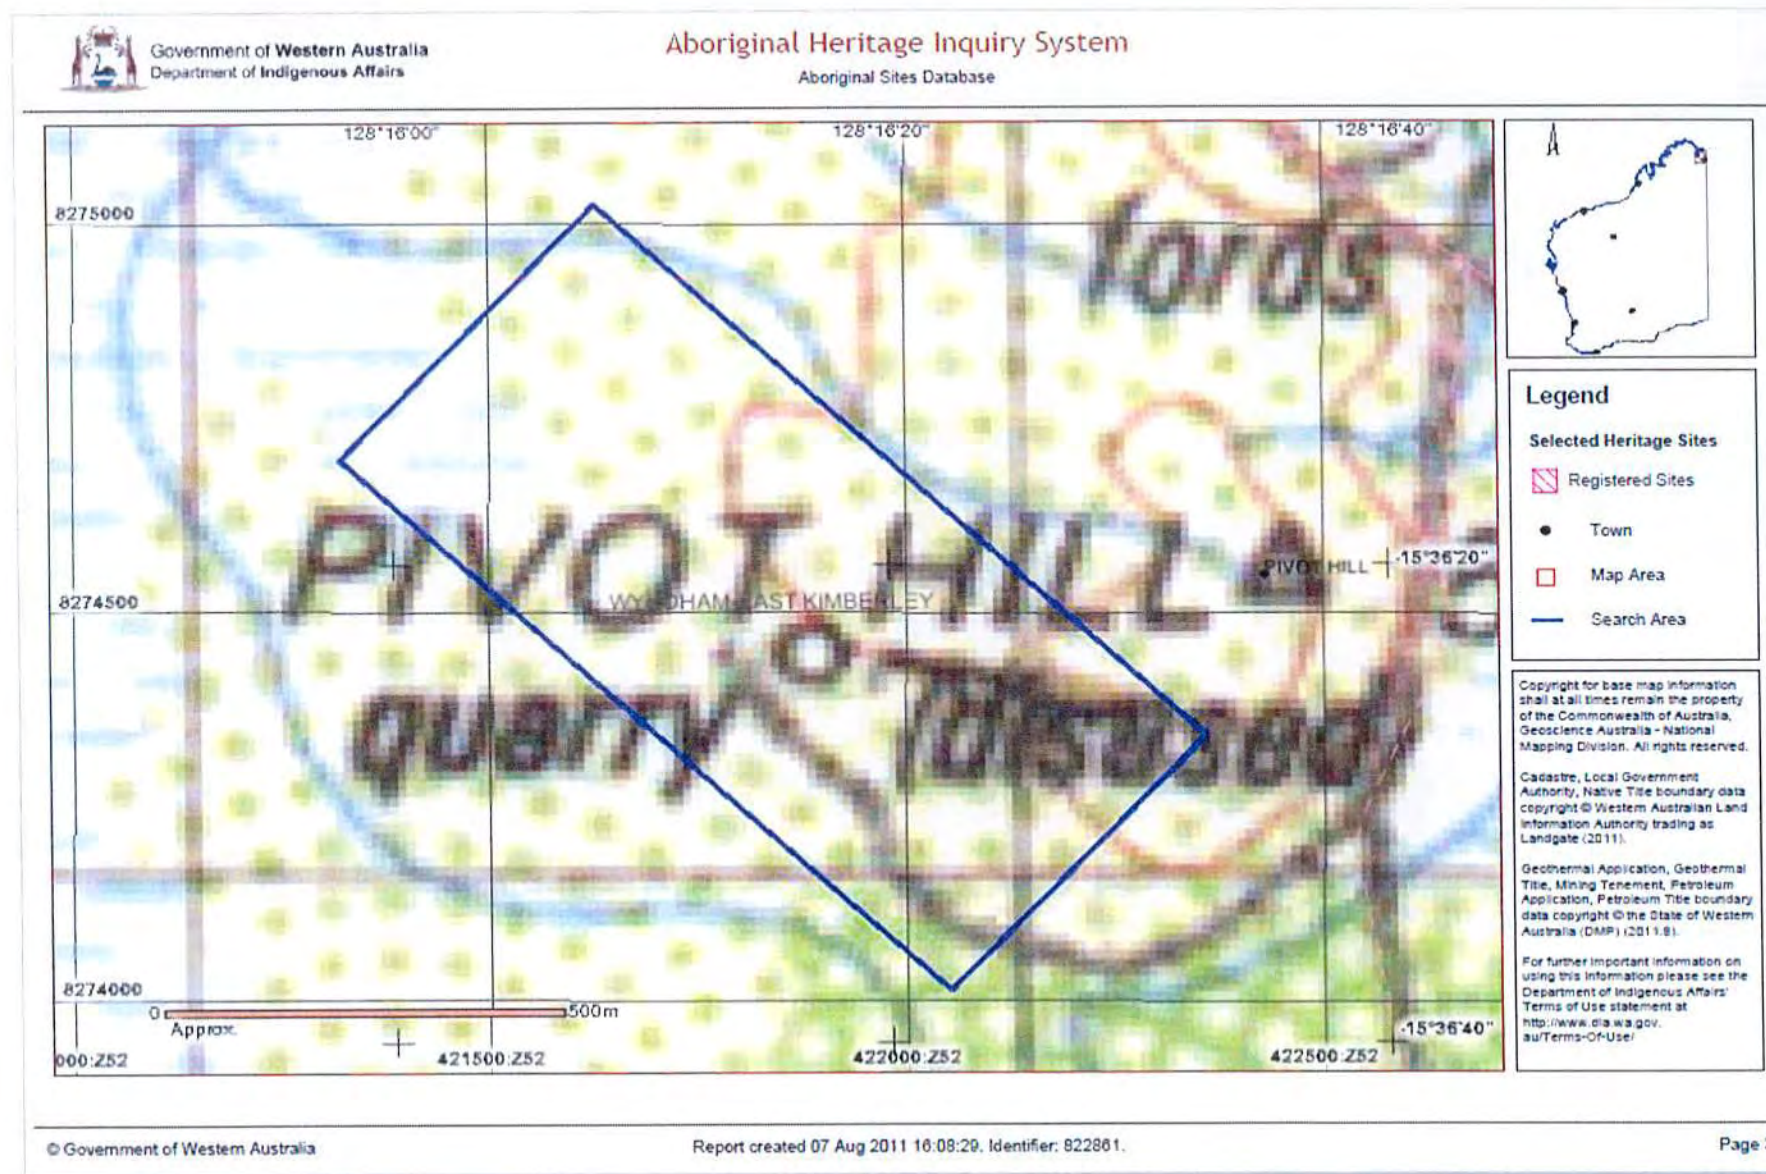 Government of Western Australia
Department of Indigenous Affairs
Aboriginal Heritage Inquiry System
Aboriginal Sites Database
128°16'00"
128°16'20"
128°16'40"
8275000
fords
PIVOT HILL
PIVOT HILL
-15°36'20"
8274500
WYNDHAM-EAST KIMBERLEY
quarry
(disused)
8274000
0
500m
Approx.
-15°36'40"
000:Z52
421500:Z52
422000:Z52
422500:Z52
Legend
Selected Heritage Sites
Registered Sites
Town
Map Area
Search Area
Copyright for base map information
shall at all times remain the property
of the Commonwealth of Australia,
Geoscience Australia - National
Mapping Division. All rights reserved.
Cadastre, Local Government
Authority, Native Title boundary data
copyright © Western Australian Land
Information Authority trading as
Landgate (2011).
Geothermal Application, Geothermal
Title, Mining Tenement, Petroleum
Application, Petroleum Title boundary
data copyright © the State of Western
Australia (DMP) (2011.8).
For further important information on
using this information please see the
Department of Indigenous Affairs'
Terms of Use statement at
http://www.dia.wa.gov.
au/Terms-Of-Use/
© Government of Western Australia
Report created 07 Aug 2011 16:08:29. Identifier: 822861.
Page